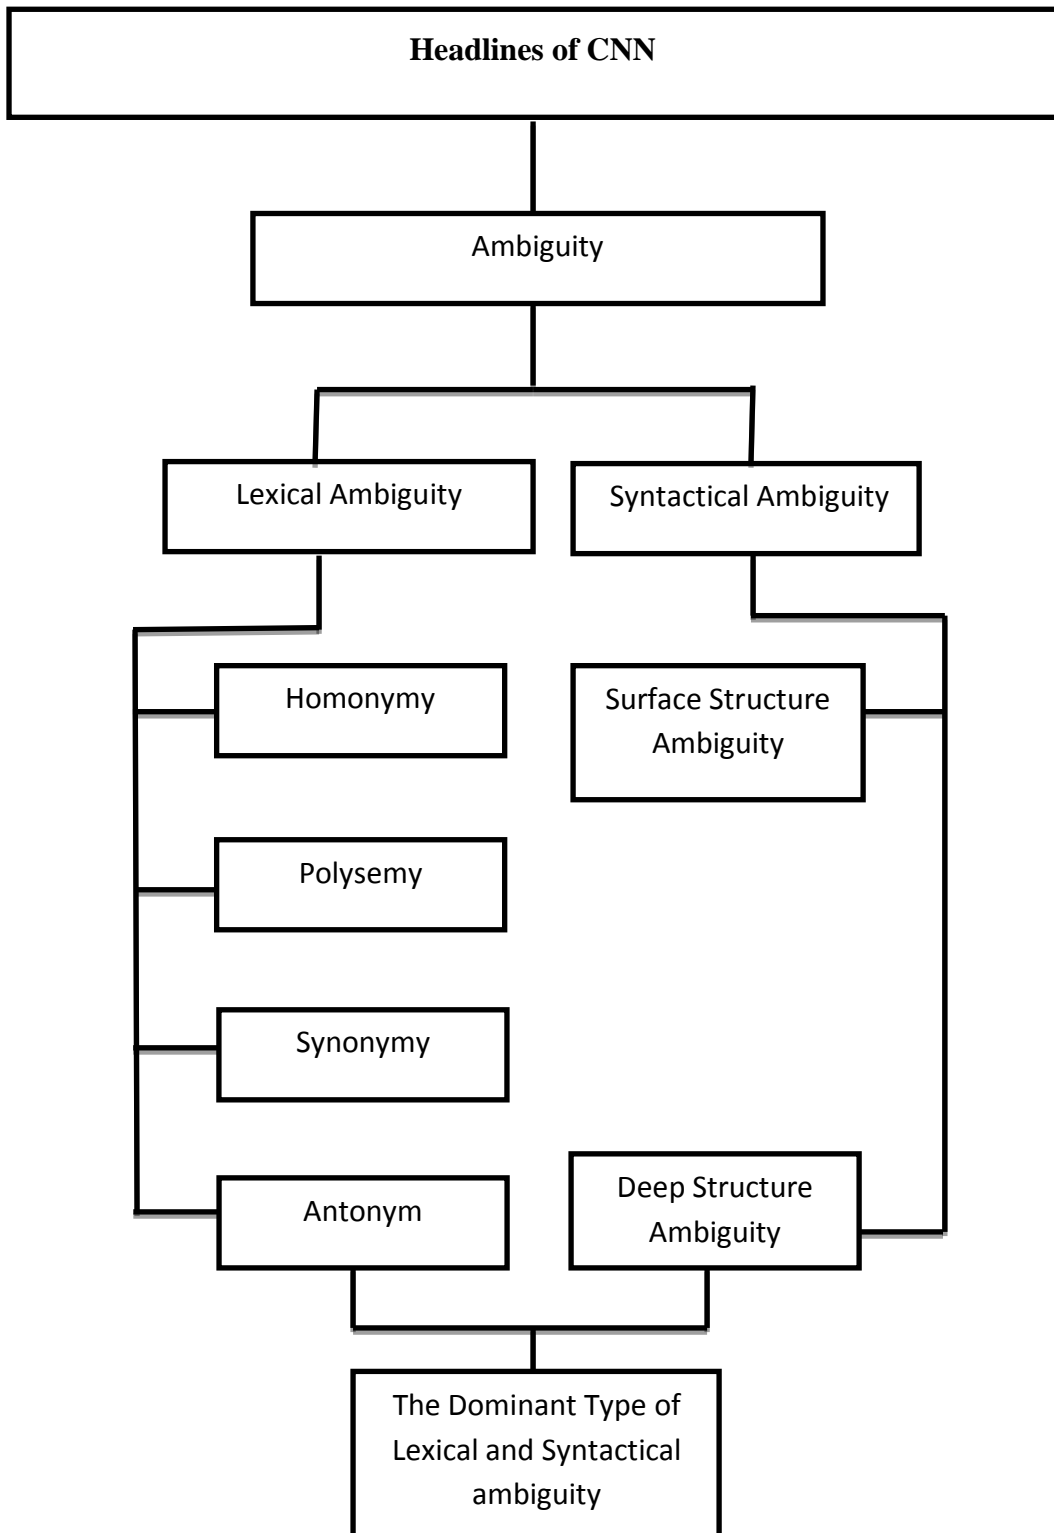 Headlines of CNN
Ambiguity
Lexical Ambiguity
Syntactical Ambiguity
Homonymy
Surface Structure
Ambiguity
Polysemy
Synonymy
Antonym
Deep Structure
Ambiguity
The Dominant Type of
Lexical and Syntactical
ambiguity